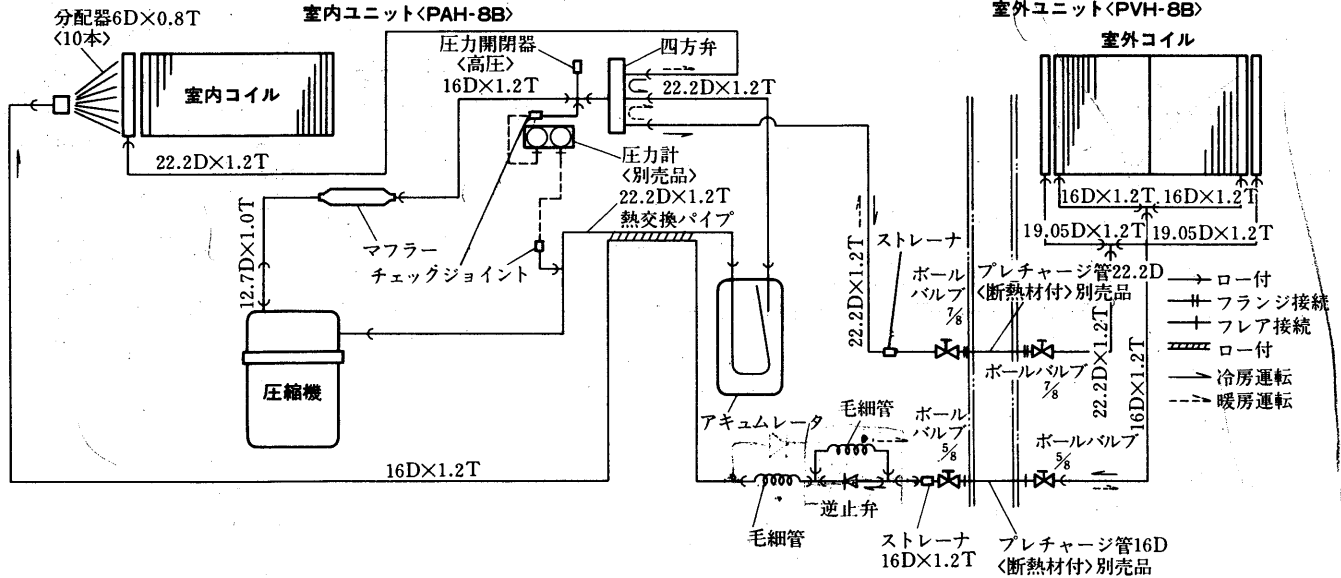 室内ユニット〈PAH-8B〉
室外ユニット〈PVH-8B〉
分配器6D×0.8T
〈10本〉
室内コイル
22.2D×1.2T
圧力開閉器
〈高圧〉
16D×1.2T
四方弁
22.2D×1.2T
室外コイル
圧力計
〈別売品〉
22.2D×1.2T
熱交換パイプ
マフラー
チェックジョイント
12.7D×1.0T
圧縮機
アキュムレータ
16D×1.2T
22.2D×1.2T
ストレーナ
ボール
バルブ
7/8
プレチャージ管22.2D
〈断熱材付〉別売品
ボールバルブ
7/8
16D×1.2T
16D×1.2T
19.05D×1.2T
19.05D×1.2T
22.2D×1.2T
16D×1.2T
毛細管
毛細管
逆止弁
ボール
バルブ
5/8
ボールバルブ
5/8
ストレーナ
16D×1.2T
プレチャージ管16D
〈断熱材付〉別売品
ロー付
フランジ接続
フレア接続
ロー付
冷房運転
暖房運転